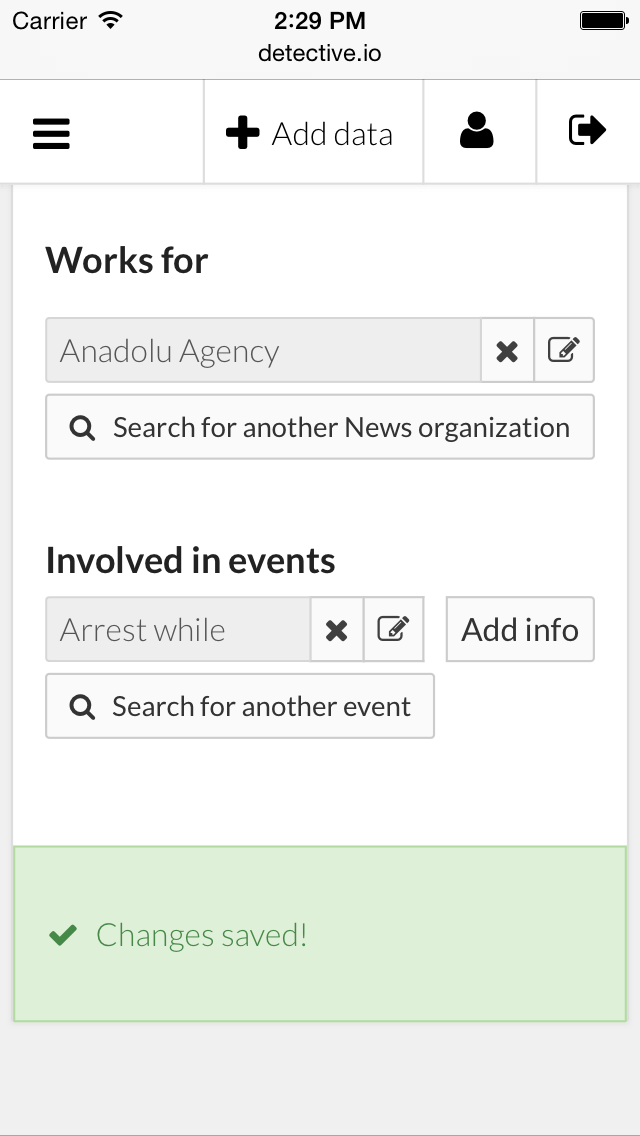 Carrier 2:29 PM
detective.io
Add data
Works for
Anadolu Agency
Search for another News organization
Involved in events
Arrest while Add info
Search for another event
Changes saved!